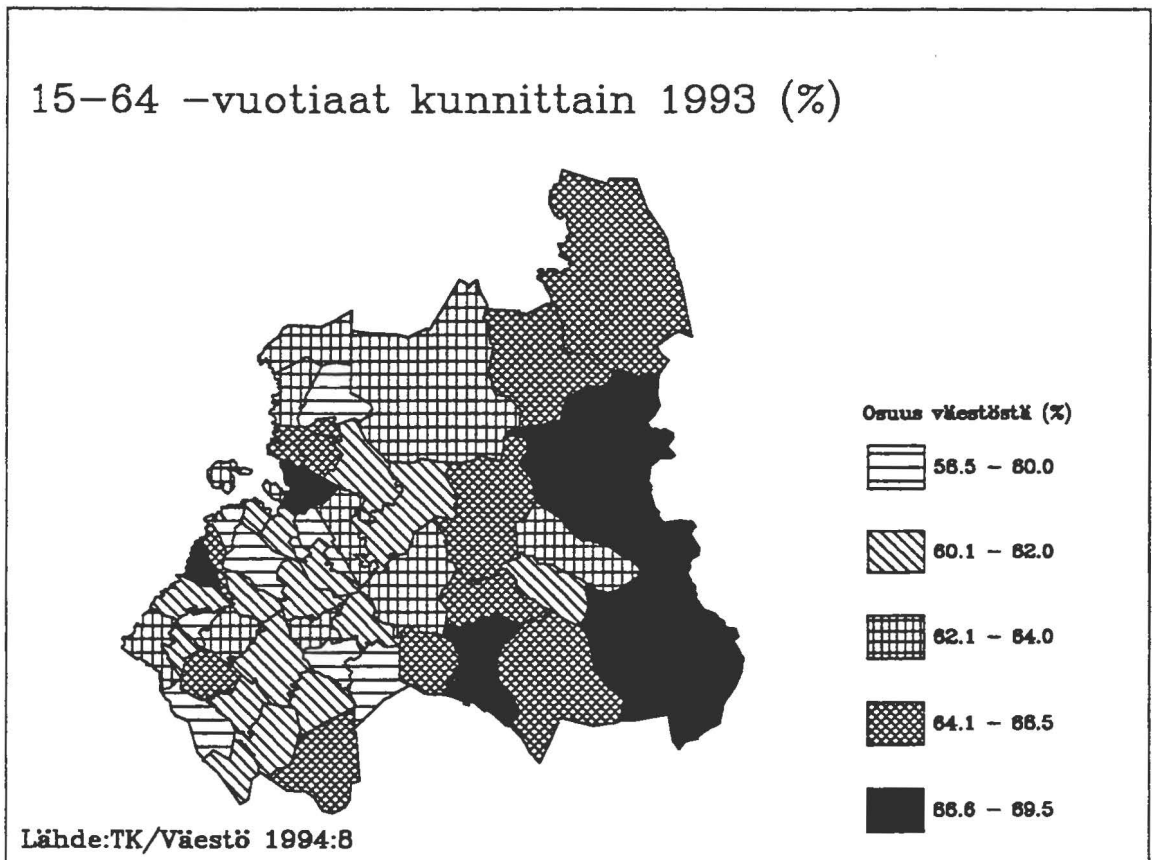 15-64 -vuotiaat kunnittain 1993 (%)
Osuus väestöstä (%)
56.5 - 60.0
60.1 - 62.0
62.1 - 64.0
64.1 - 66.5
66.6 - 69.5
Lähde:TK/Väestö 1994:8